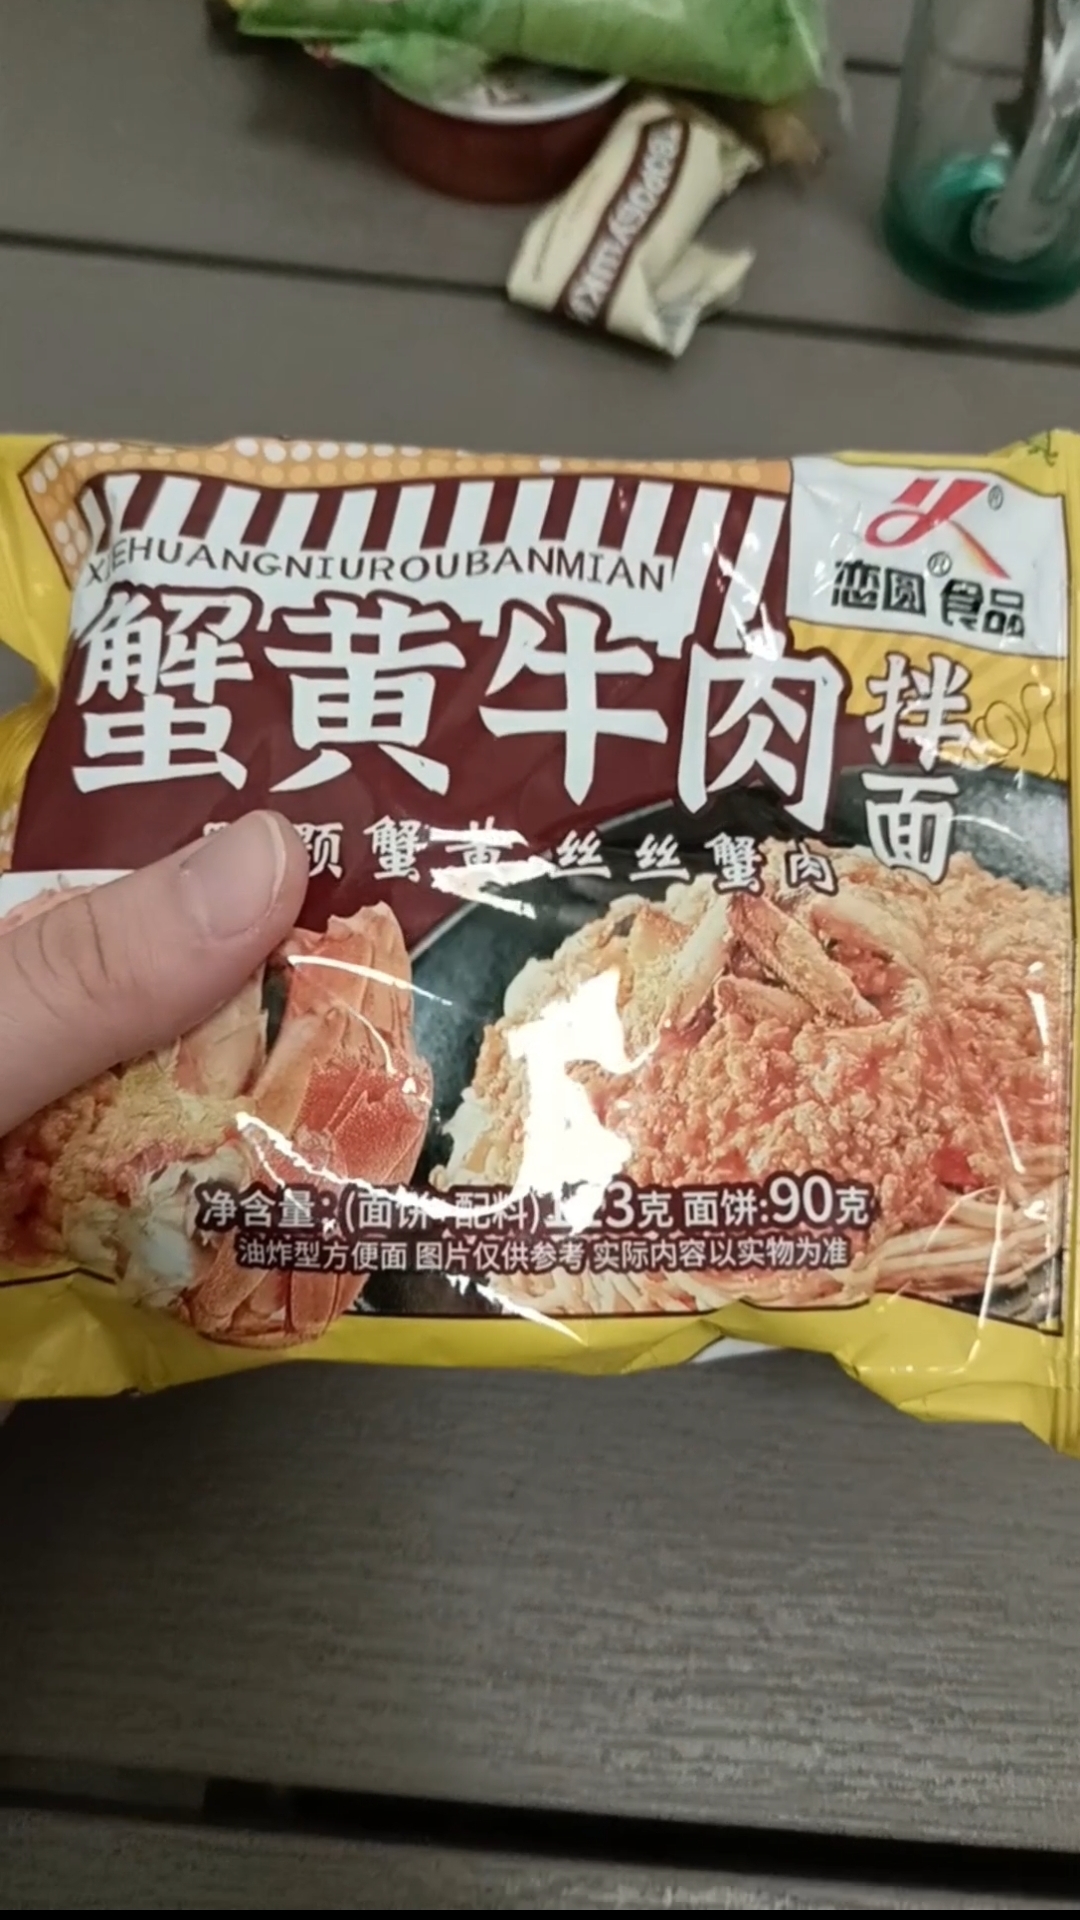 XIEHUANGNIUROUBANMIAN
恋圆® 食品
蟹黄牛肉
拌面
颗蟹黄 丝丝蟹肉
净含量:(面饼+配料) 面饼:90克
油炸型方便面 图片仅供参考 实际内容以实物为准